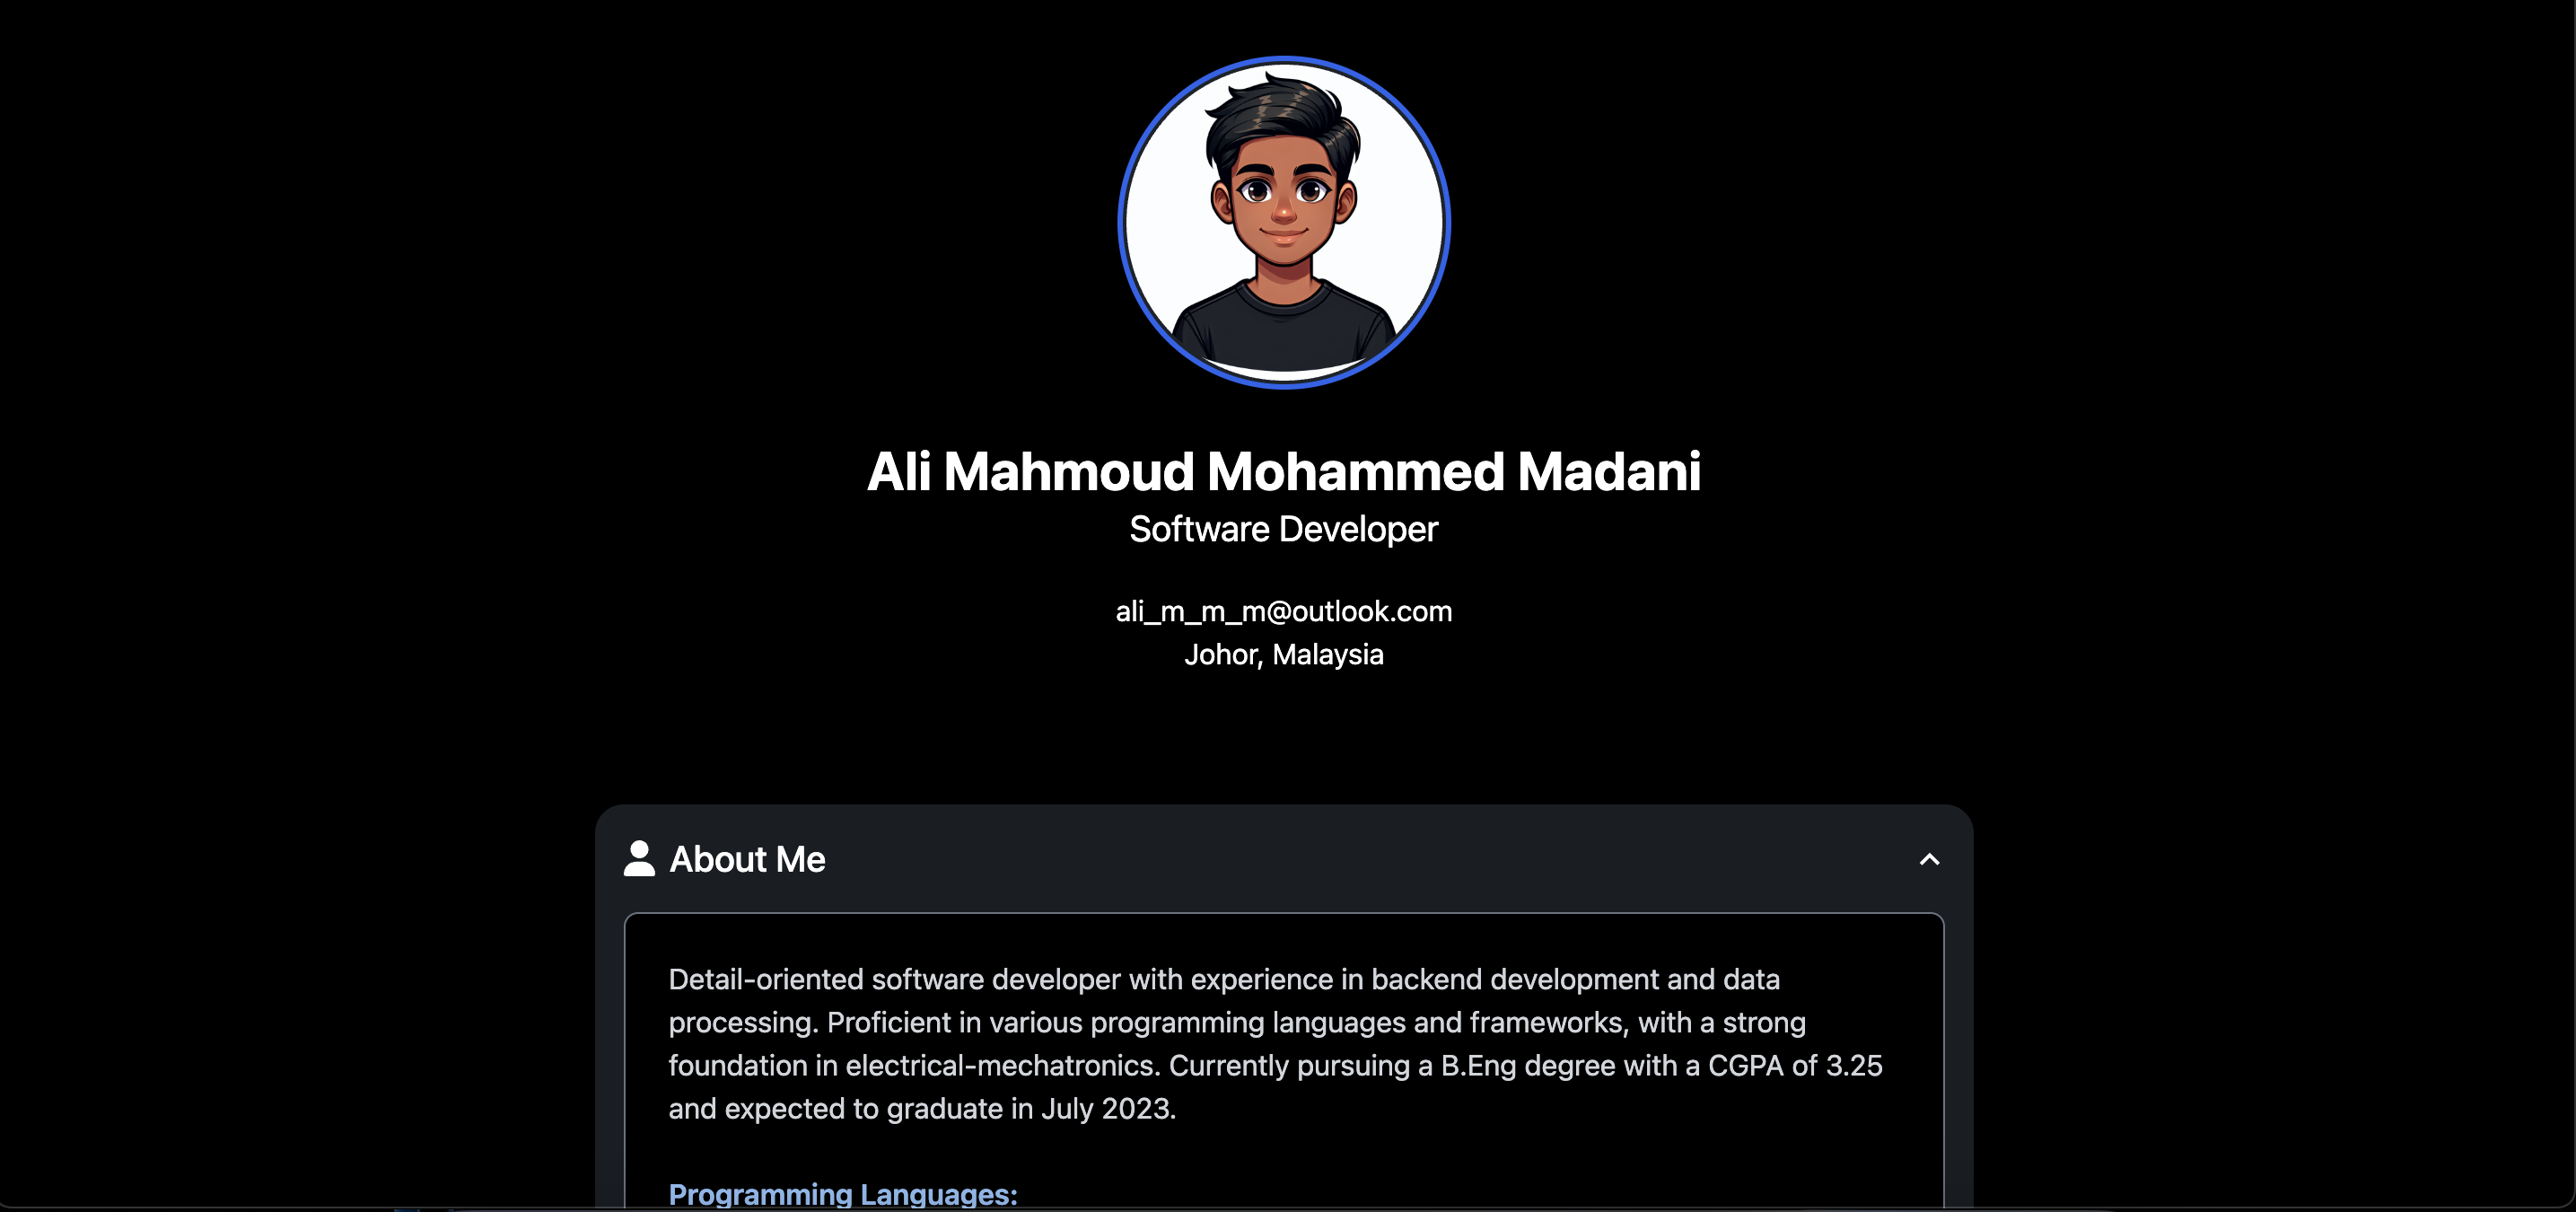 Ali Mahmoud Mohammed Madani
Software Developer
ali_m_m_m@outlook.com
Johor, Malaysia
About Me
Detail-oriented software developer with experience in backend development and data
processing. Proficient in various programming languages and frameworks, with a strong
foundation in electrical-mechatronics. Currently pursuing a B.Eng degree with a CGPA of 3.25
and expected to graduate in July 2023.
Programming Languages: